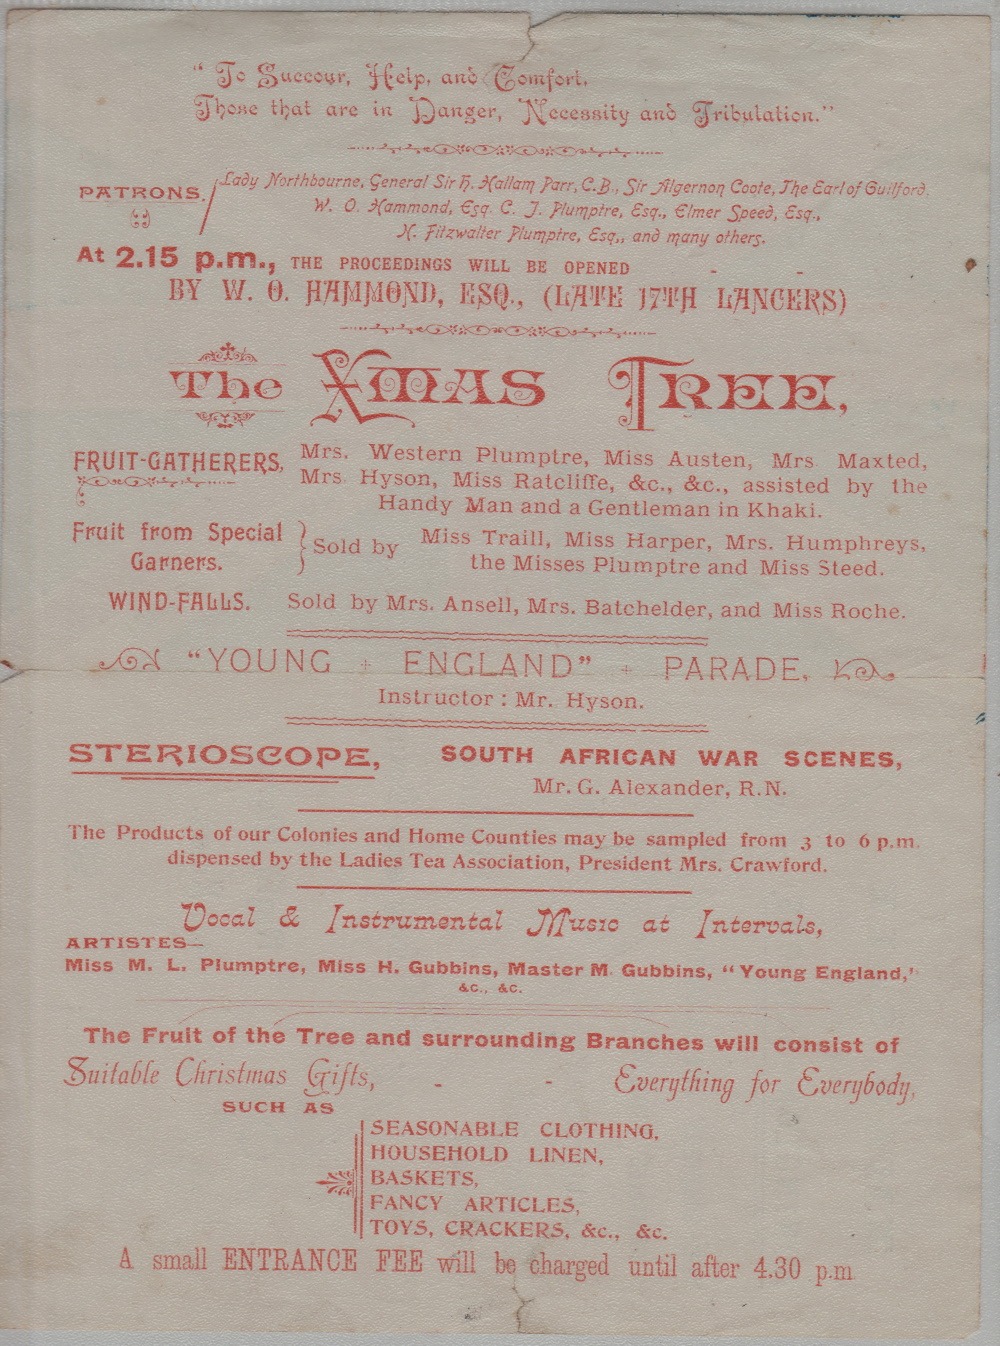 “To Succour, Help, and Comfort,
Those that are in Danger, Necessity and Tribulation.”
PATRONS. Lady Northbourne, General Sir H. Hallam Parr, C.B., Sir Algernon Coote, The Earl of Guilford,
W. O. Hammond, Esq. C. J. Plumptre, Esq., Elmer Speed, Esq.,
H. Fitzwalter Plumptre, Esq,, and many others.
At 2.15 p.m., THE PROCEEDINGS WILL BE OPENED - -
BY W. O. HAMMOND, ESQ., (LATE 17TH LANCERS)
The XMAS TREE,
FRUIT-GATHERERS, Mrs. Western Plumptre, Miss Austen, Mrs. Maxted,
Mrs. Hyson, Miss Ratcliffe, &c., &c., assisted by the
Handy Man and a Gentleman in Khaki.
Fruit from Special Garners. } Sold by Miss Traill, Miss Harper, Mrs. Humphreys,
the Misses Plumptre and Miss Steed.
WIND-FALLS. Sold by Mrs. Ansell, Mrs. Batchelder, and Miss Roche.
“YOUNG + ENGLAND” + PARADE,
Instructor: Mr. Hyson.
STERIOSCOPE, SOUTH AFRICAN WAR SCENES,
Mr. G. Alexander, R.N.
The Products of our Colonies and Home Counties may be sampled from 3 to 6 p.m.
dispensed by the Ladies Tea Association, President Mrs. Crawford.
Vocal & Instrumental Music at Intervals,
ARTISTES—
Miss M. L. Plumptre, Miss H. Gubbins, Master M. Gubbins, “Young England,’
&c., &c.
The Fruit of the Tree and surrounding Branches will consist of
Suitable Christmas Gifts, - - Everything for Everybody,
SUCH AS
SEASONABLE CLOTHING,
HOUSEHOLD LINEN,
BASKETS,
FANCY ARTICLES,
TOYS, CRACKERS, &c., &c.
A small ENTRANCE FEE will be charged until after 4.30 p.m